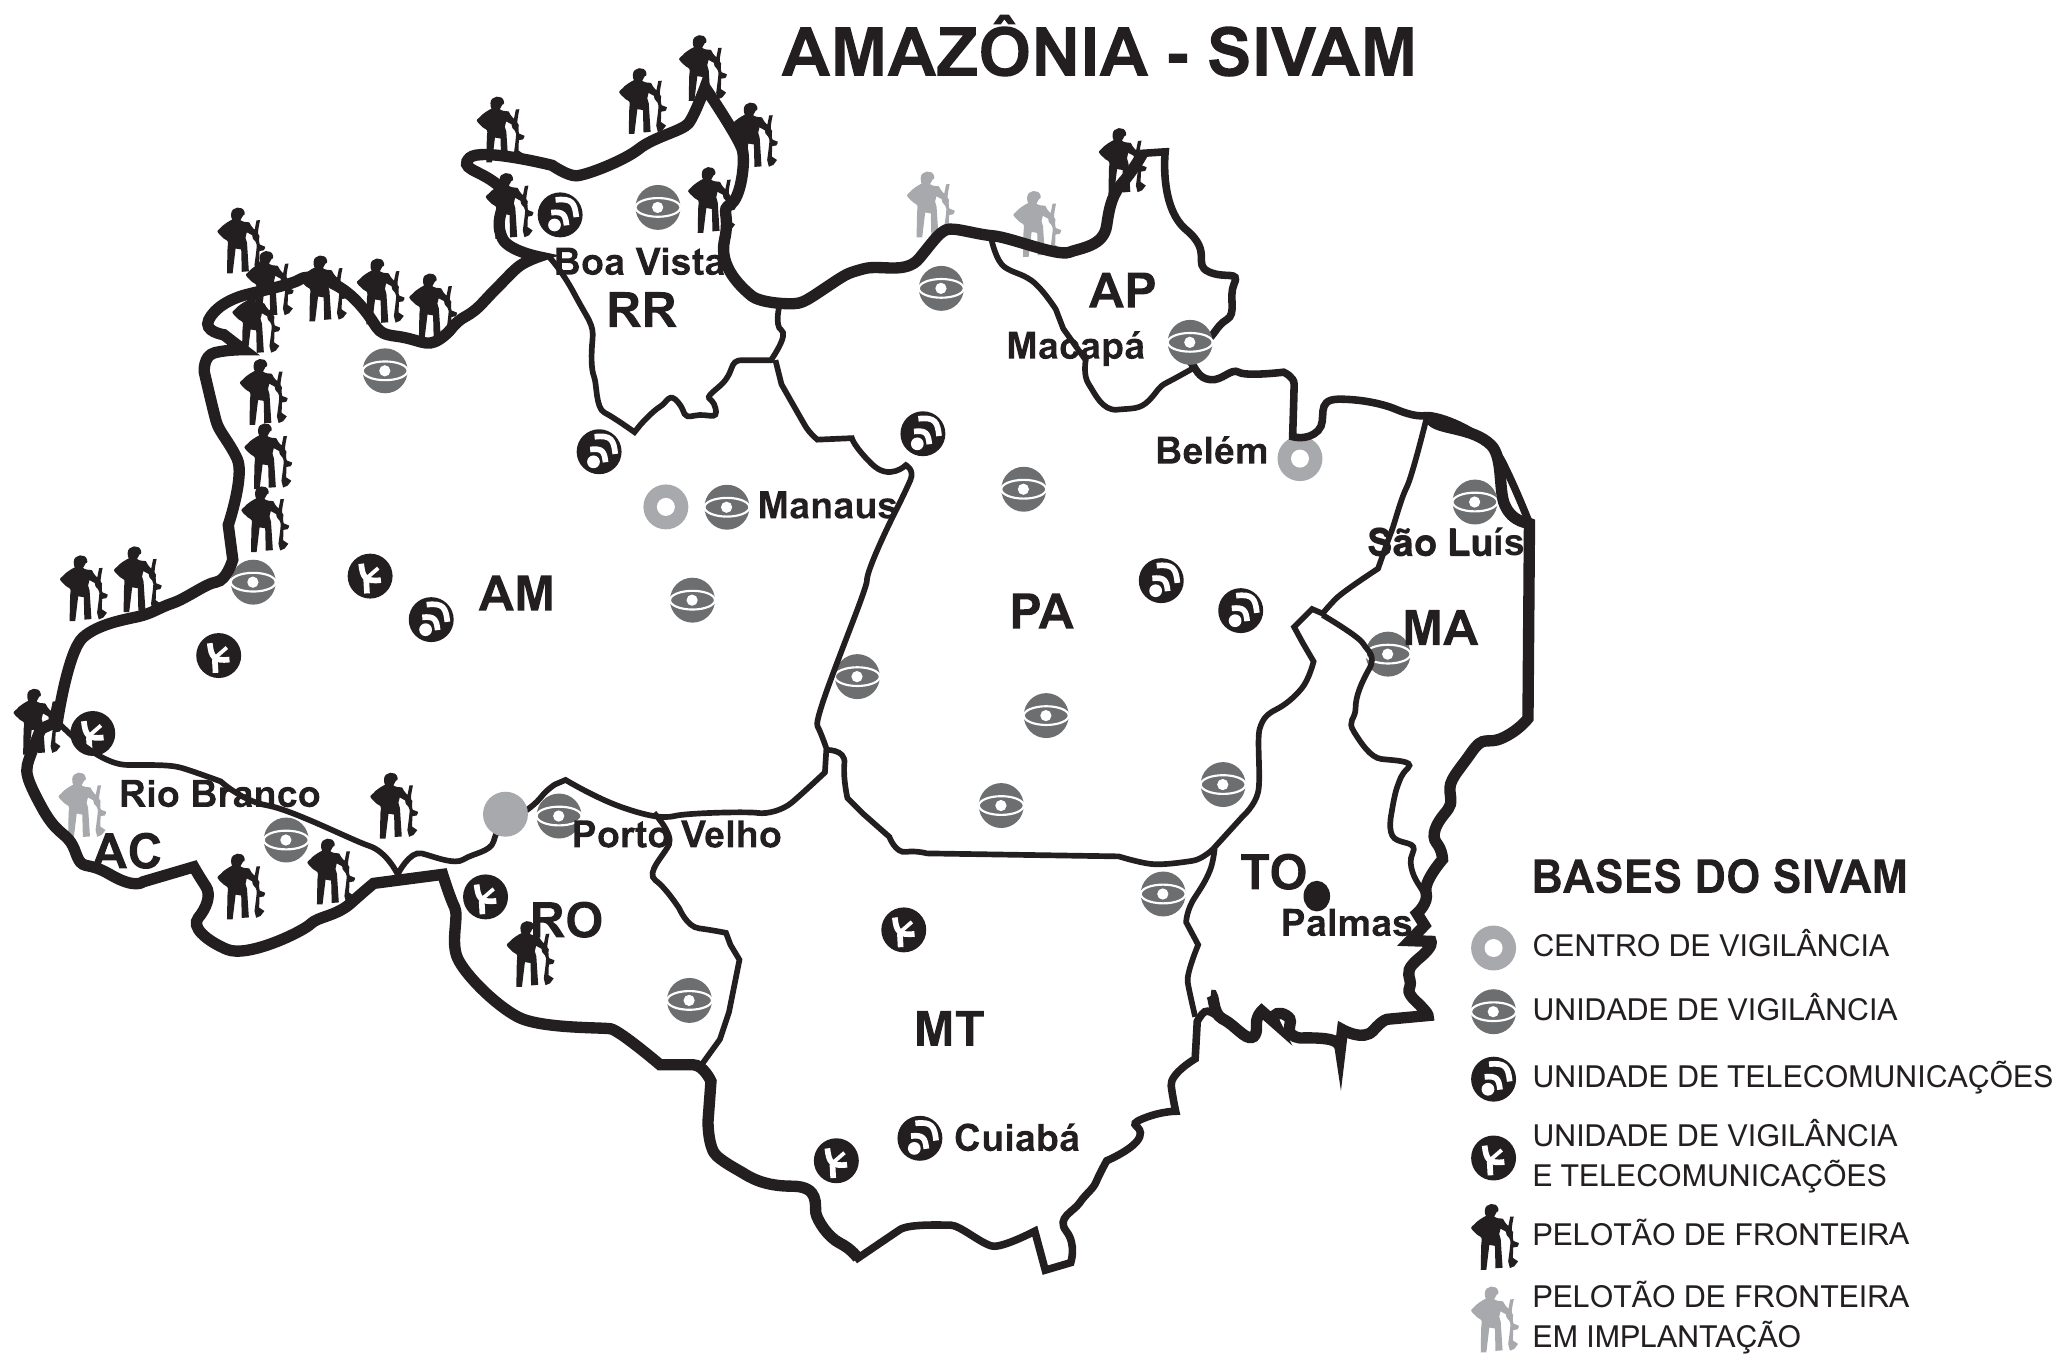 AMAZÔNIA - SIVAM
Boa Vista
RR
AP
Macapá
Belém
Manaus
São Luís
AM
PA
MA
Rio Branco
AC
Porto Velho
TO
Palmas
RO
MT
Cuiabá
BASES DO SIVAM
CENTRO DE VIGILÂNCIA
UNIDADE DE VIGILÂNCIA
UNIDADE DE TELECOMUNICAÇÕES
UNIDADE DE VIGILÂNCIA
E TELECOMUNICAÇÕES
PELOTÃO DE FRONTEIRA
PELOTÃO DE FRONTEIRA
EM IMPLANTAÇÃO